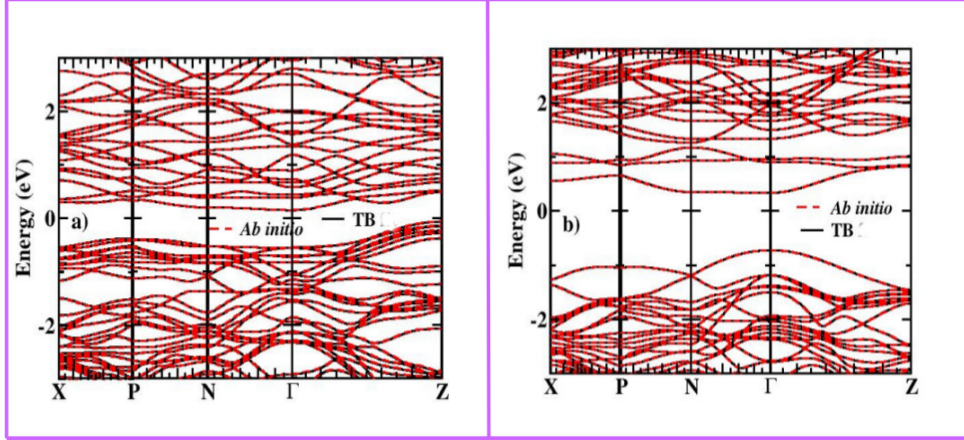 Energy (eV)
2
0
-2
a)
Ab initio
TB
X P N Γ Z
Energy (eV)
2
0
-2
b)
Ab initio
TB
X P N Γ Z